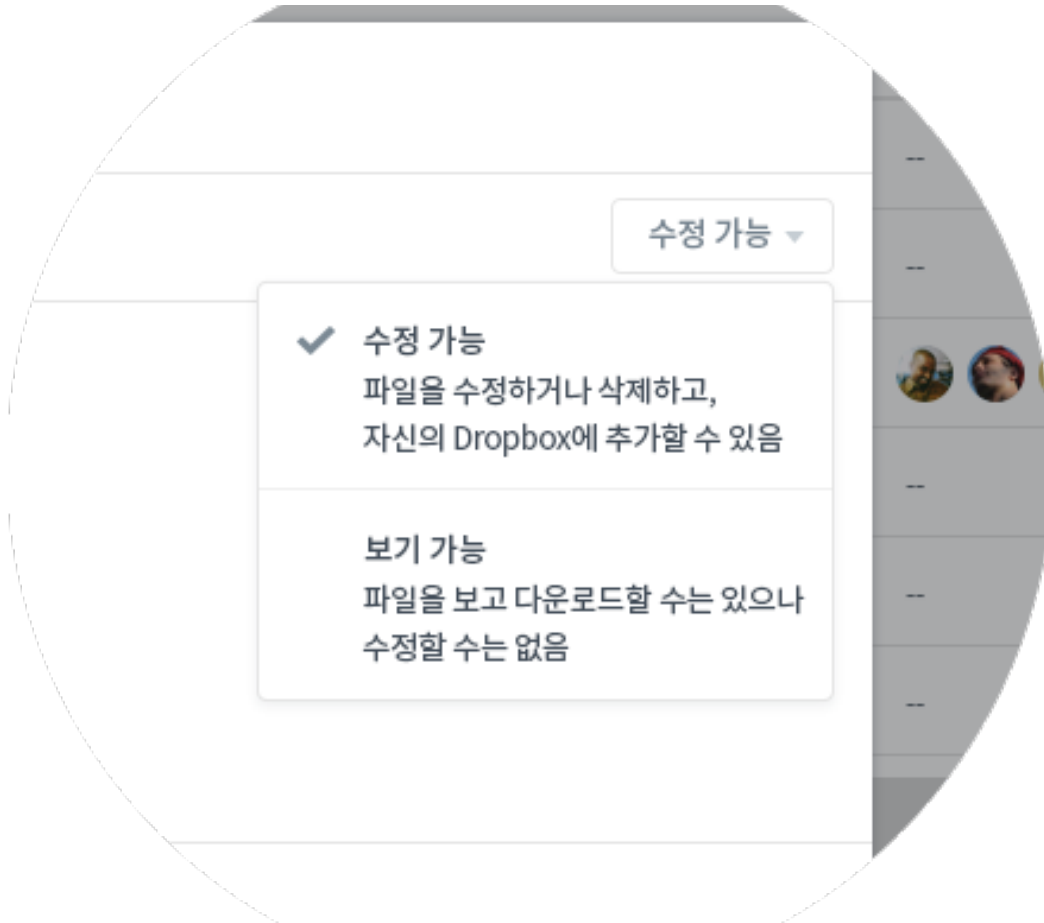 수정 가능
수정 가능
파일을 수정하거나 삭제하고,
자신의 Dropbox에 추가할 수 있음
보기 가능
파일을 보고 다운로드할 수는 있으나
수정할 수는 없음
--
--
--
--
--